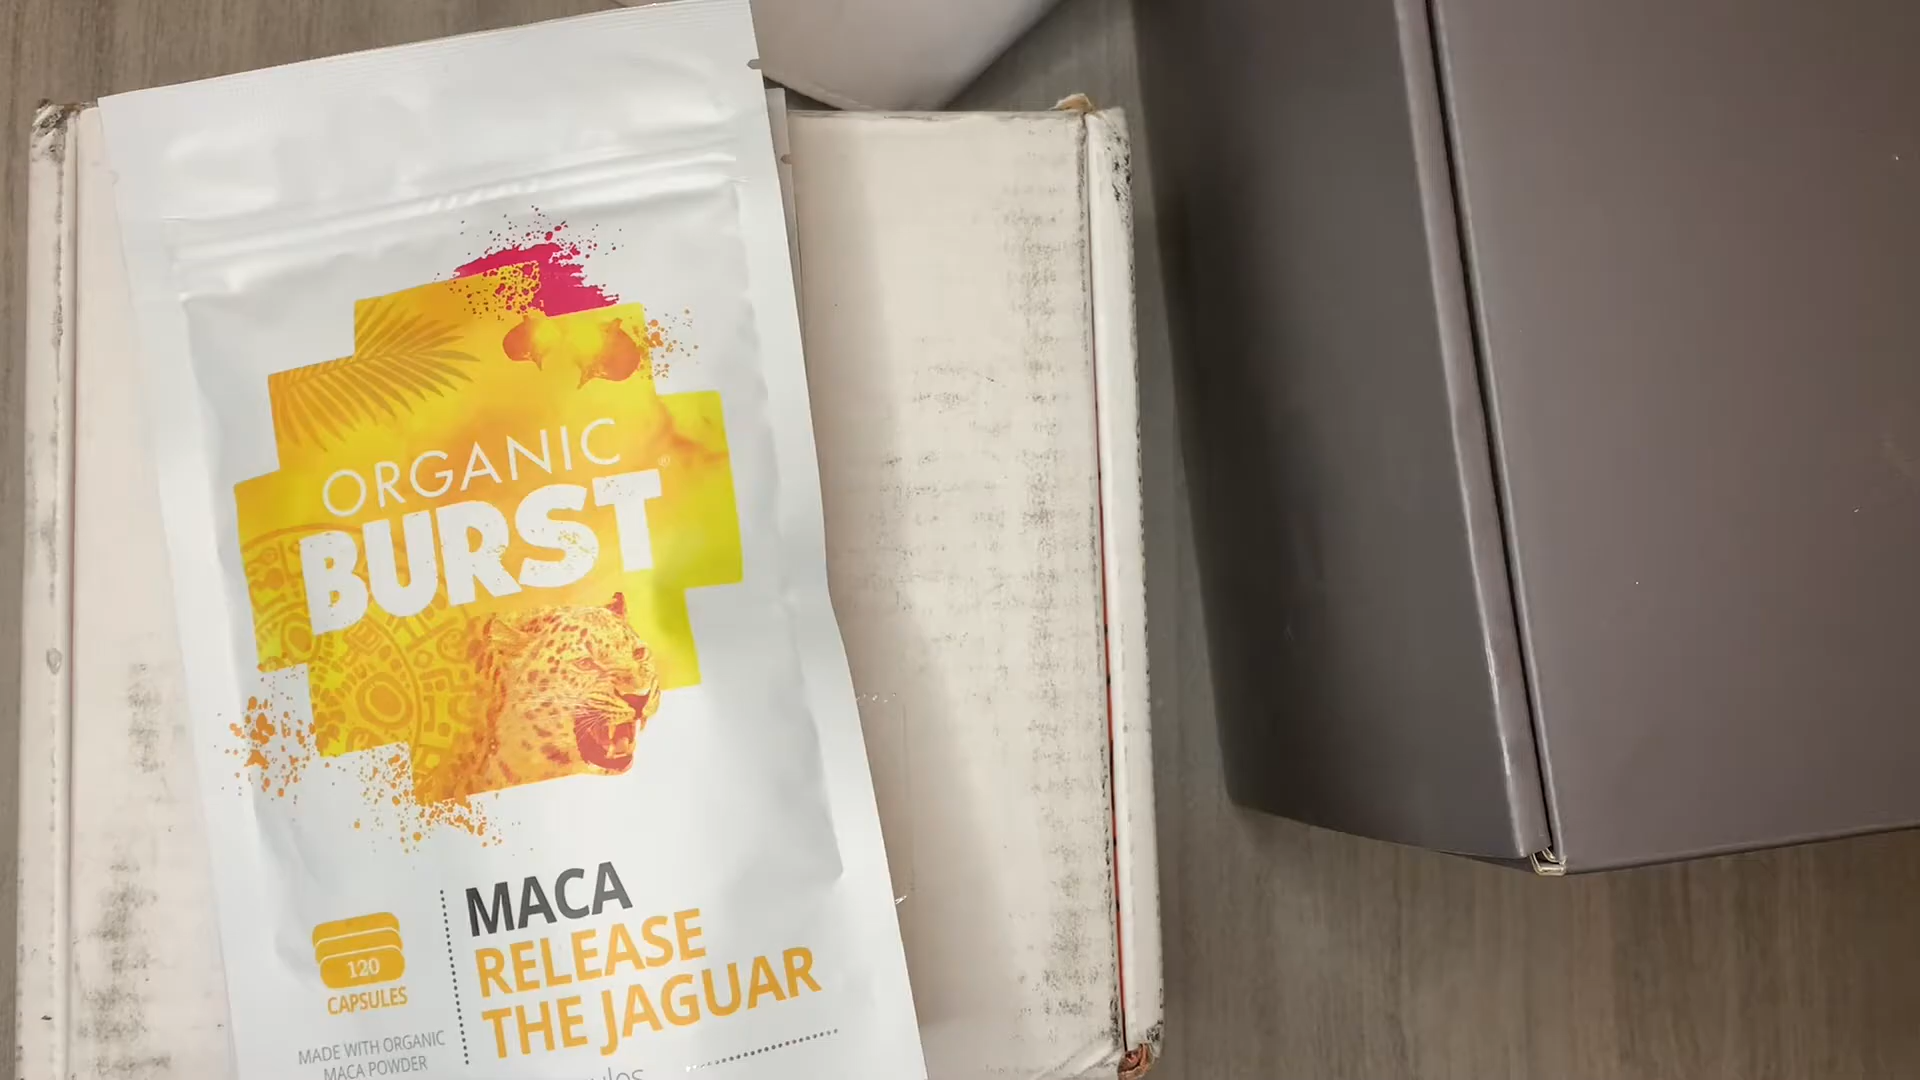 ORGANIC
BURST®
MACA
RELEASE
THE JAGUAR
120
CAPSULES
MADE WITH ORGANIC
MACA POWDER